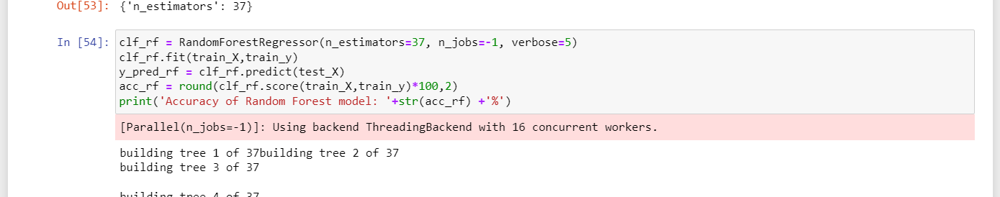 Out[53]: {'n_estimators': 37}
In [54]: clf_rf = RandomForestRegressor(n_estimators=37, n_jobs=-1, verbose=5)
clf_rf.fit(train_X,train_y)
y_pred_rf = clf_rf.predict(test_X)
acc_rf = round(clf_rf.score(train_X,train_y)*100,2)
print('Accuracy of Random Forest model: '+str(acc_rf) +'%')
[Parallel(n_jobs=-1)]: Using backend ThreadingBackend with 16 concurrent workers.
building tree 1 of 37building tree 2 of 37
building tree 3 of 37
building tree 4 of 37